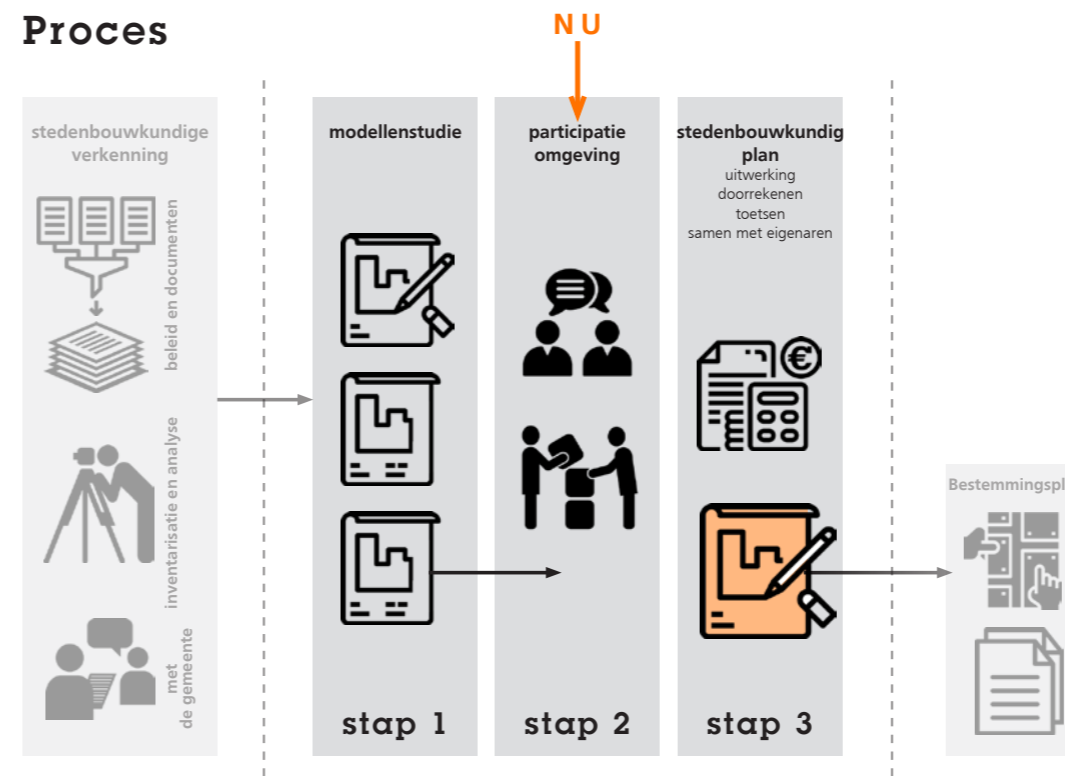 Proces
NU
stedenbouwkundige
verkenning
beleid en documenten
inventarisatie en analyse
met
de gemeente
modellenstudie
stap 1
participatie
omgeving
stap 2
stedenbouwkundig
plan
uitwerking
doorrekenen
toetsen
samen met eigenaren
stap 3
Bestemmingspl